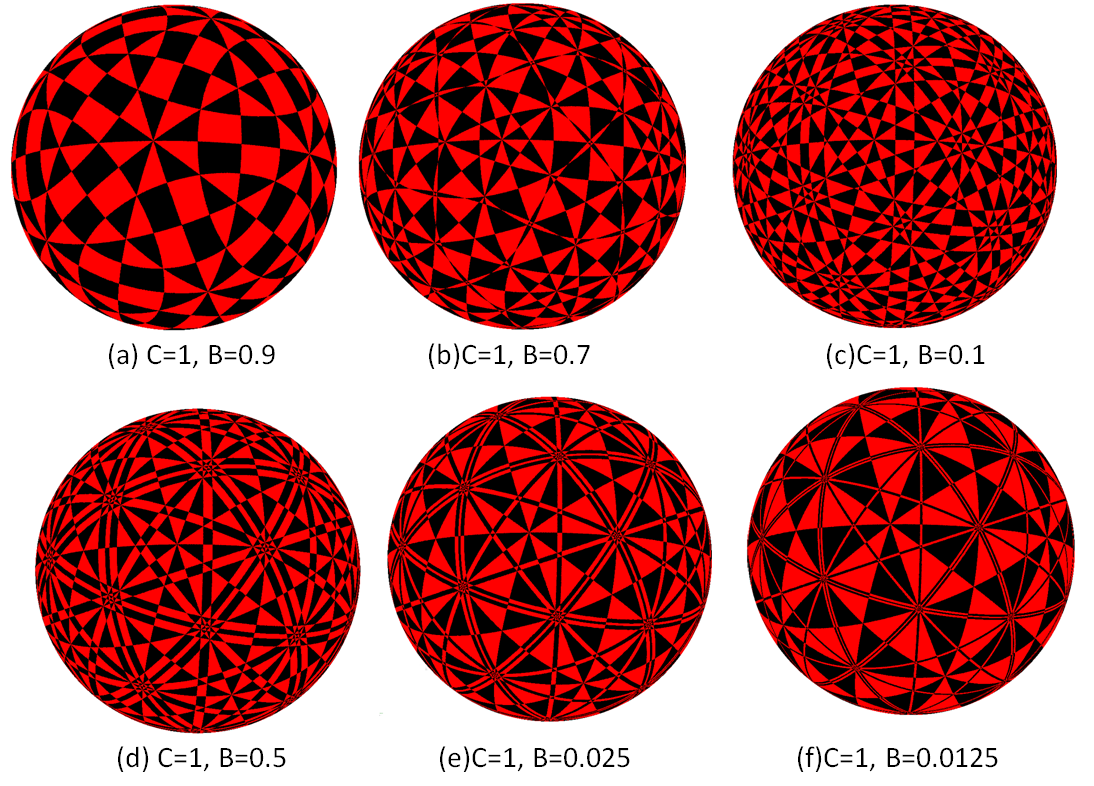 (a) C=1, B=0.9
(b)C=1, B=0.7
(c)C=1, B=0.1
(d) C=1, B=0.5
(e)C=1, B=0.025
(f)C=1, B=0.0125